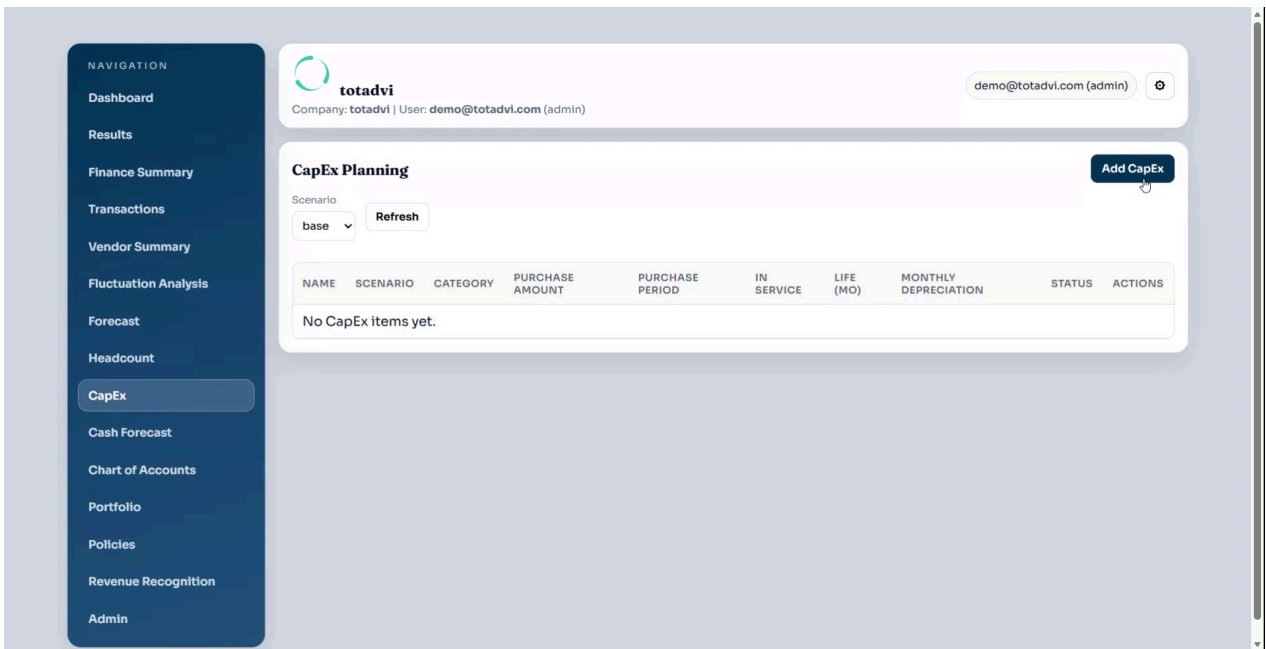 NAVIGATION
Dashboard
Results
Finance Summary
Transactions
Vendor Summary
Fluctuation Analysis
Forecast
Headcount
CapEx
Cash Forecast
Chart of Accounts
Portfolio
Policies
Revenue Recognition
Admin
totadvi
Company: totadvi | User: demo@totadvi.com (admin)
demo@totadvi.com (admin)
CapEx Planning
Add CapEx
Scenario
base
Refresh
NAME SCENARIO CATEGORY PURCHASE AMOUNT PURCHASE PERIOD IN SERVICE LIFE (MO) MONTHLY DEPRECIATION STATUS ACTIONS
No CapEx items yet.